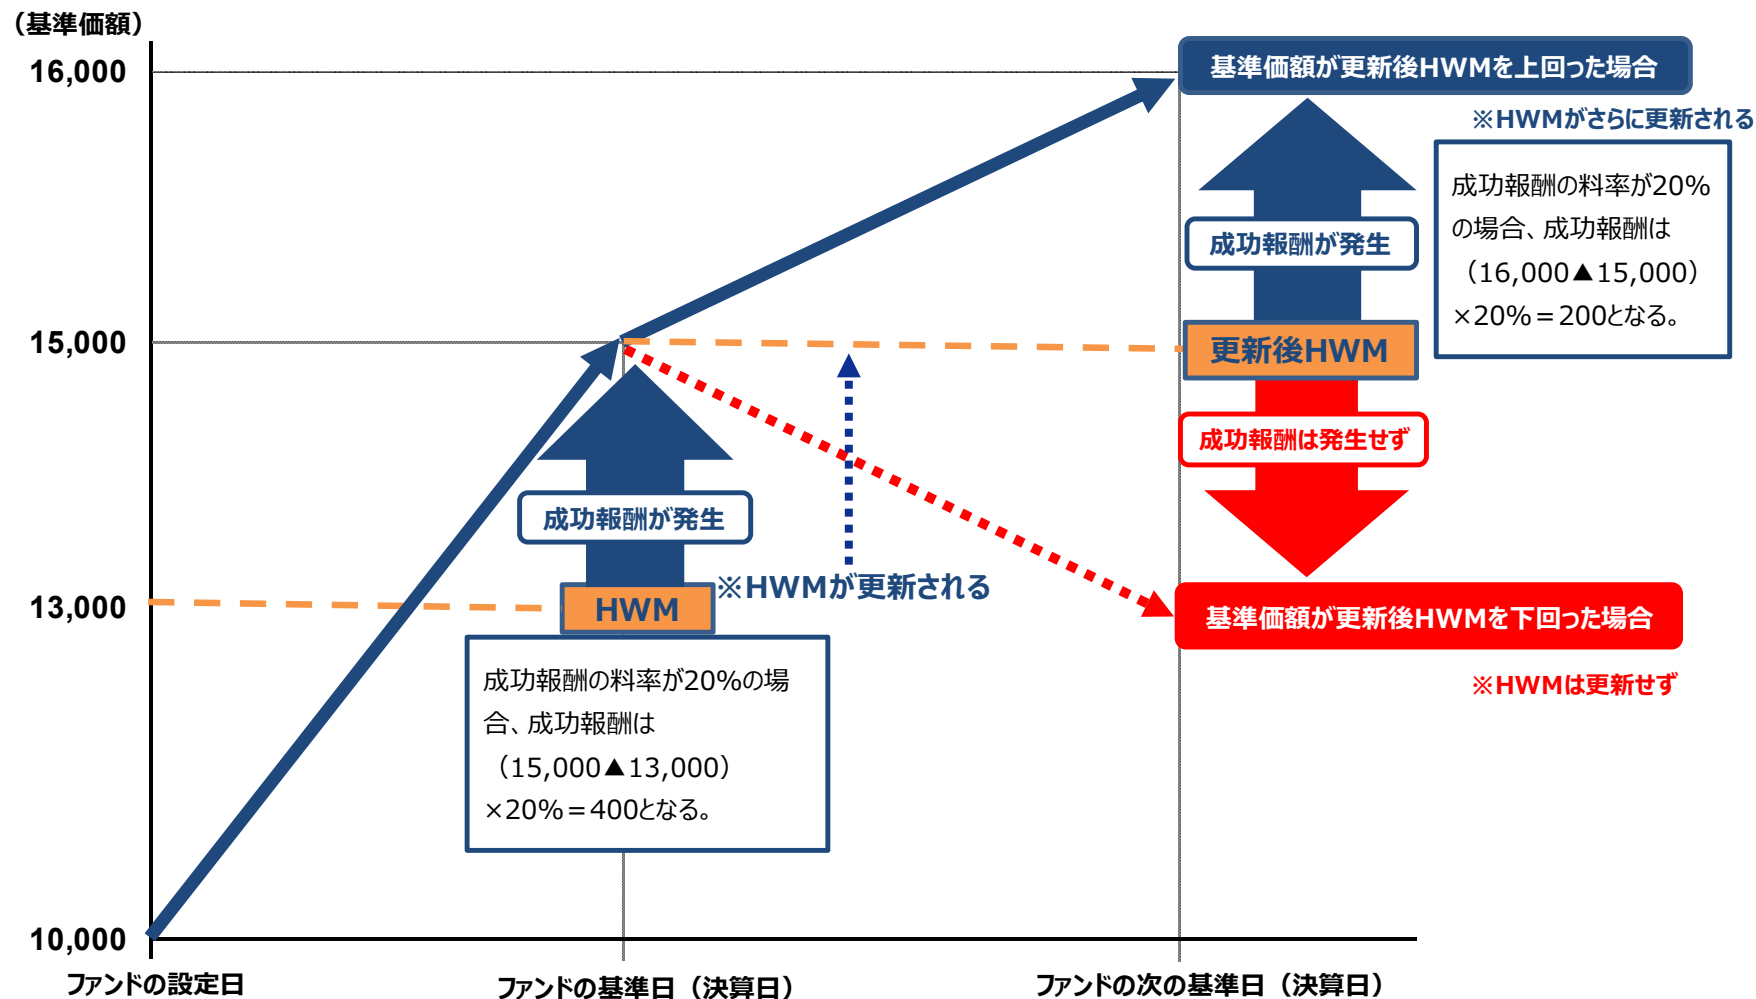 （基準価額）
16,000
基準価額が更新後HWMを上回った場合
※HWMがさらに更新される
成功報酬の料率が20%
の場合、成功報酬は
（16,000▲15,000）
×20%＝200となる。
成功報酬が発生
15,000
更新後HWM
成功報酬は発生せず
成功報酬が発生
※HWMが更新される
13,000
HWM
基準価額が更新後HWMを下回った場合
※HWMは更新せず
成功報酬の料率が20%の場
合、成功報酬は
（15,000▲13,000）
×20%＝400となる。
10,000
ファンドの設定日
ファンドの基準日（決算日）
ファンドの次の基準日（決算日）